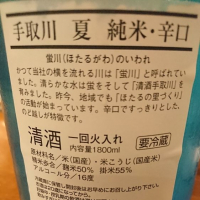 手取川 夏 純米・辛口
蛍川(ほたるがわ)のいわれ
かつて当社の横を流れる川は「蛍川」と呼ばれてい
ました。清らかな水は蛍をそして「清酒手取川」を
育みました。昨今、地域でも「ほたるの里づくり」
の活動が始まっています。辛口ですっきりとした、
のど越しが特徴です。
清酒 一回火入れ 要冷蔵
原材料名/米(国産)・米こうじ(国産米)
内容量1800ml
精米歩合/麹米50% 掛米55%
アルコール分/16度